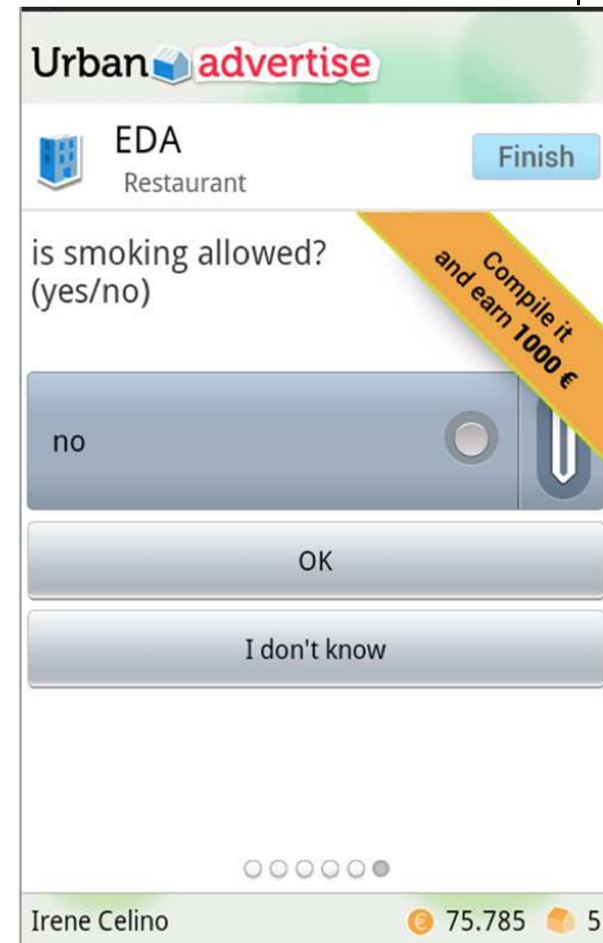 Urban advertise
EDA
Restaurant
Finish
is smoking allowed?
(yes/no)
Compile it
and earn 1000 €
no
OK
I don't know
Irene Celino
75.785
5